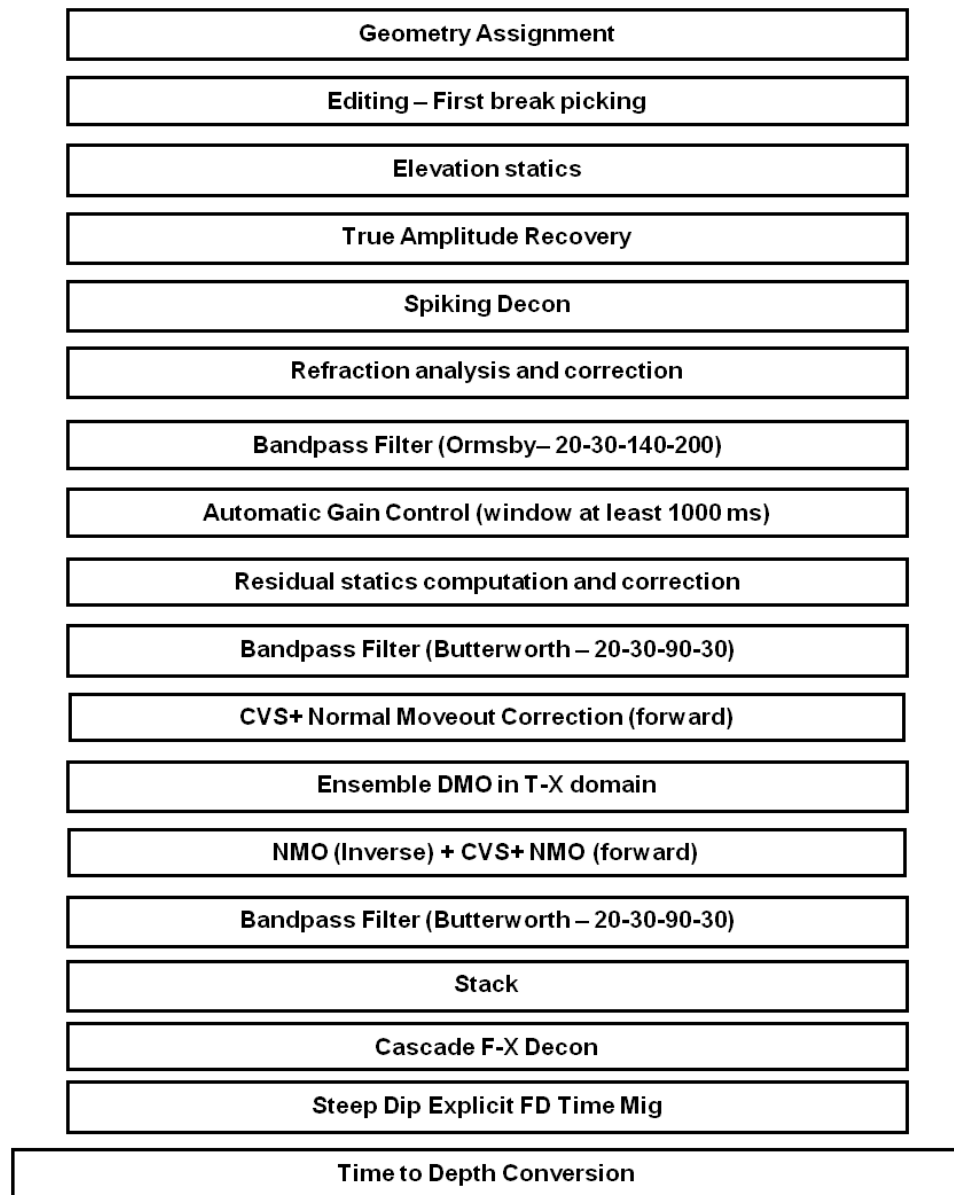 Geometry Assignment
Editing – First break picking
Elevation statics
True Amplitude Recovery
Spiking Decon
Refraction analysis and correction
Bandpass Filter (Ormsby– 20-30-140-200)
Automatic Gain Control (window at least 1000 ms)
Residual statics computation and correction
Bandpass Filter (Butterworth – 20-30-90-30)
CVS+ Normal Moveout Correction (forward)
Ensemble DMO in T-X domain
NMO (Inverse) + CVS+ NMO (forward)
Bandpass Filter (Butterworth – 20-30-90-30)
Stack
Cascade F-X Decon
Steep Dip Explicit FD Time Mig
Time to Depth Conversion